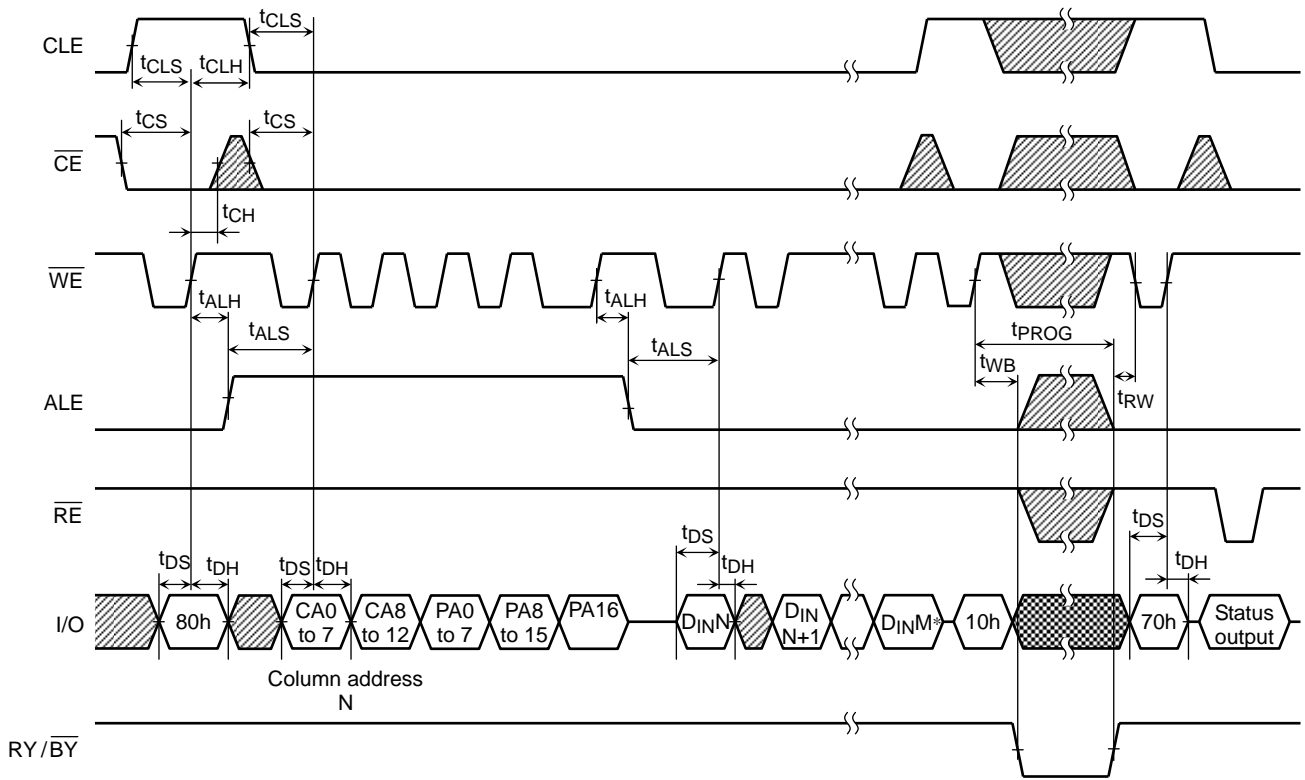 CLE
tCLS
tCLS
tCLH
CE
tCS
tCS
tCH
WE
tALH
tALS
tALH
tALS
tPROG
tWB
tRW
ALE
RE
tDS
tDH
tDS
tDH
tDS
tDH
tDS
tDH
I/O
80h
CA0
to 7
CA8
to 12
PA0
to 7
PA8
to 15
PA16
DINN
DIN
N+1
DINM*
10h
70h
Status
output
Column address
N
RY/BY